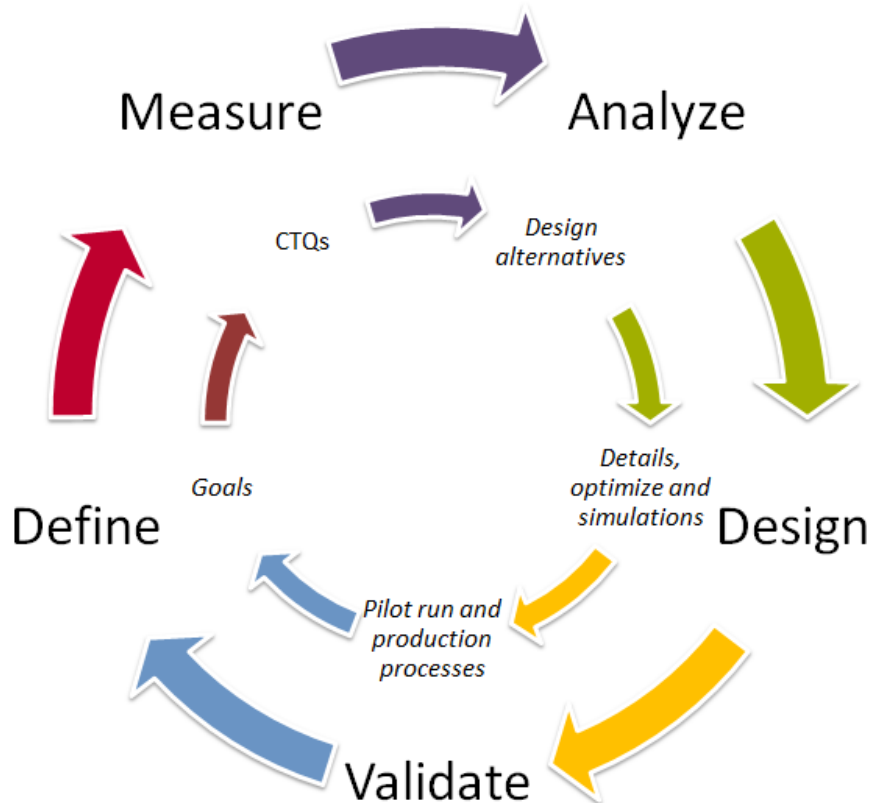 Measure
Analyze
CTQs
Design
alternatives
Goals
Details,
optimize and
simulations
Define
Design
Pilot run and
production
processes
Validate